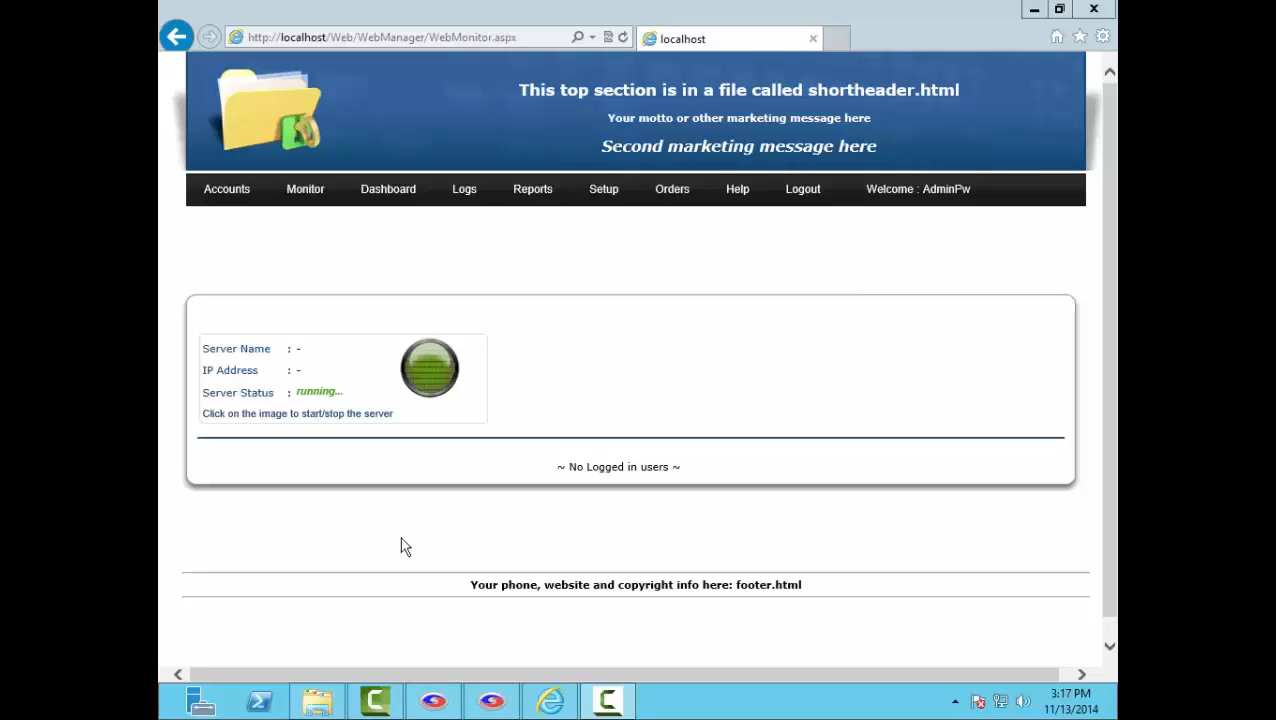 http://localhost/Web/WebManager/WebMonitor.aspx
localhost
This top section is in a file called shortheader.html
Your motto or other marketing message here
Second marketing message here
Accounts Monitor Dashboard Logs Reports Setup Orders Help Logout Welcome : AdminPw
Server Name : -
IP Address : -
Server Status : running...
Click on the image to start/stop the server
~ No Logged in users ~
Your phone, website and copyright info here: footer.html
3:17 PM
11/13/2014